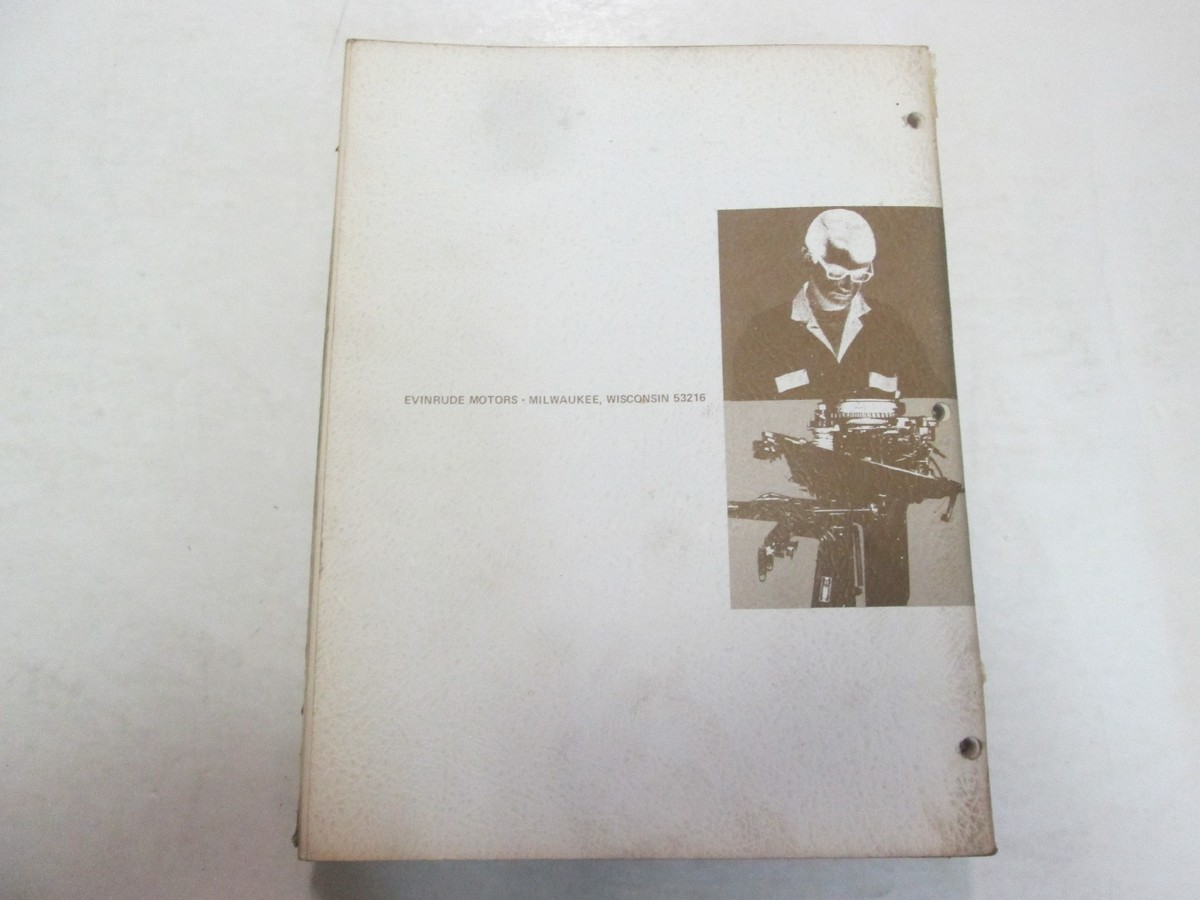 EVINRUDE MOTORS • MILWAUKEE, WISCONSIN 53216